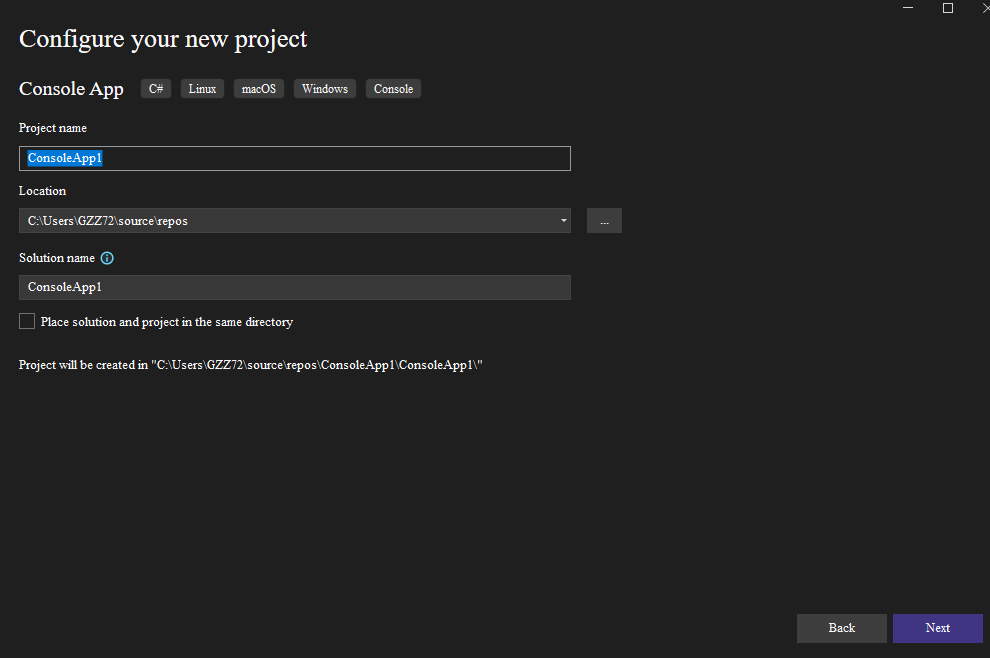 Configure your new project
Console App C# Linux macOS Windows Console
Project name
ConsoleApp1
Location
C:\Users\GZZ72\source\repos
...
Solution name
ConsoleApp1
Place solution and project in the same directory
Project will be created in "C:\Users\GZZ72\source\repos\ConsoleApp1\ConsoleApp1\"
Back Next